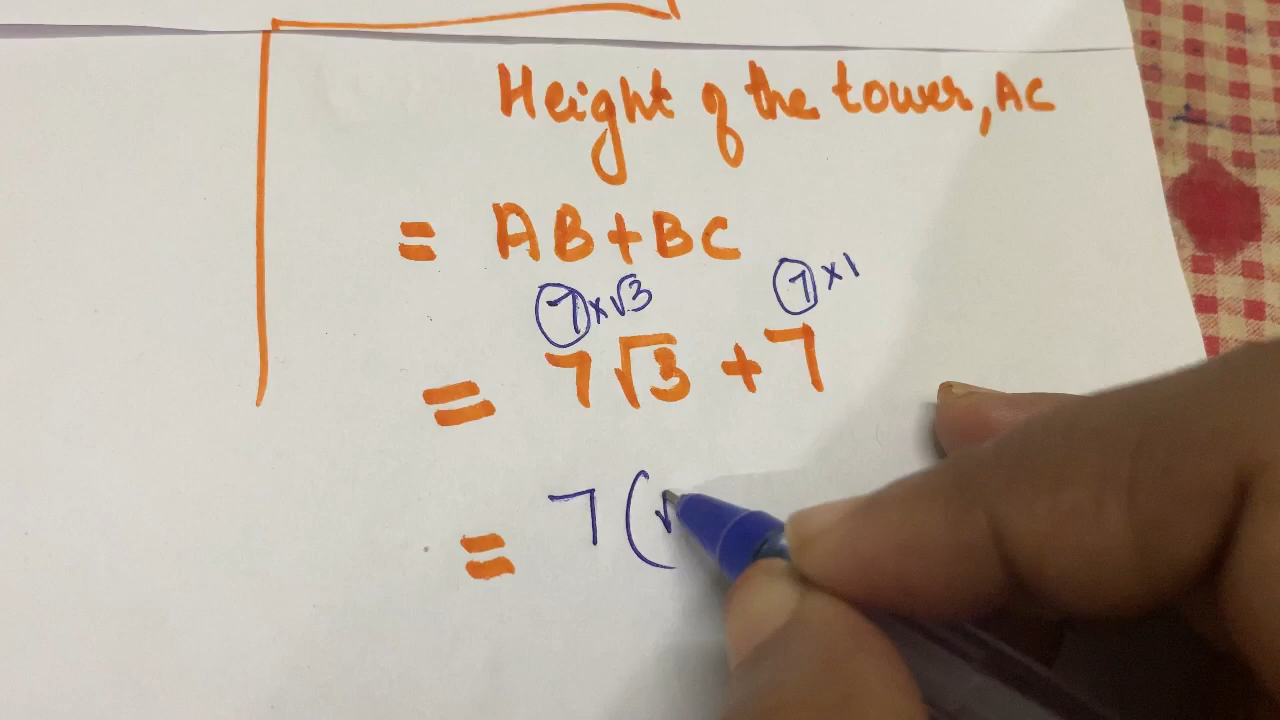 Height of the tower, AC
= AB + BC
7×√3 7×1
= 7√3 + 7
= 7(√